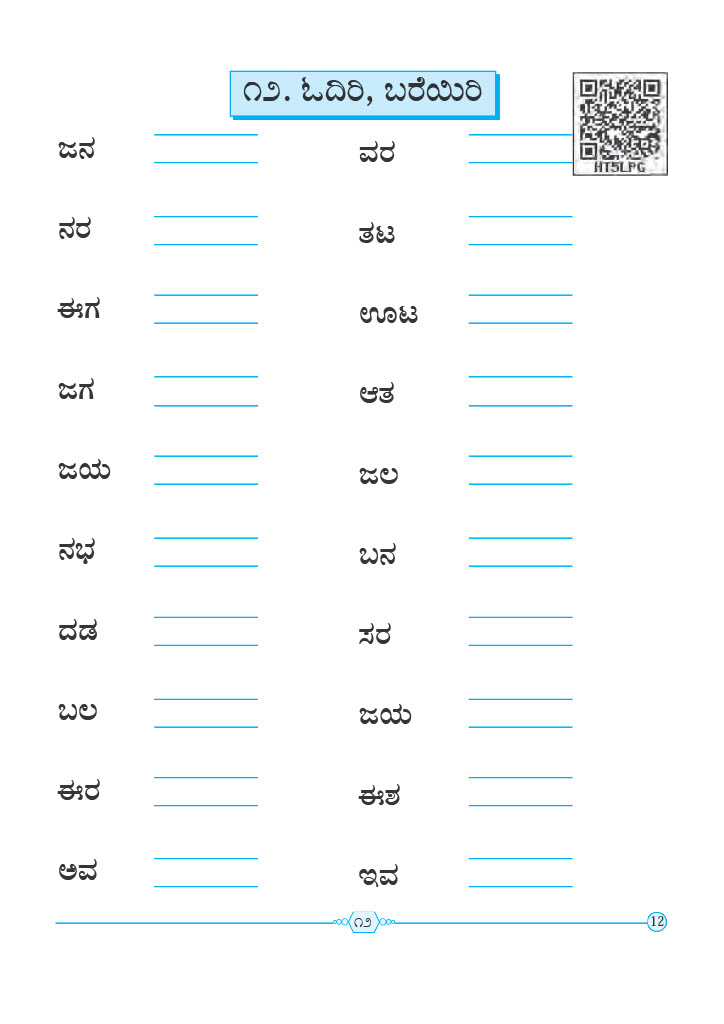 ೧೨. ಓದಿರಿ, ಬರೆಯಿರಿ
HT5LPG
ಜನ ವರ
ನರ ತಟ
ಈಗ ಊಟ
ಜಗ ಆತ
ಜಯ ಜಲ
ನಭ ಬನ
ದಡ ಸರ
ಬಲ ಜಯ
ಈರ ಈಶ
ಅವ ಇವ
೧೨ 12